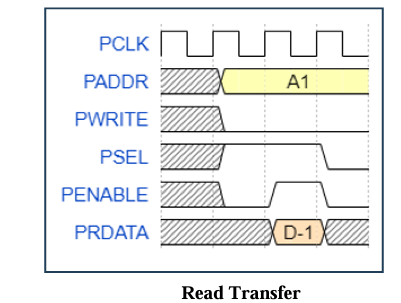 PCLK
PADDR A1
PWRITE
PSEL
PENABLE
PRDATA D-1
Read Transfer